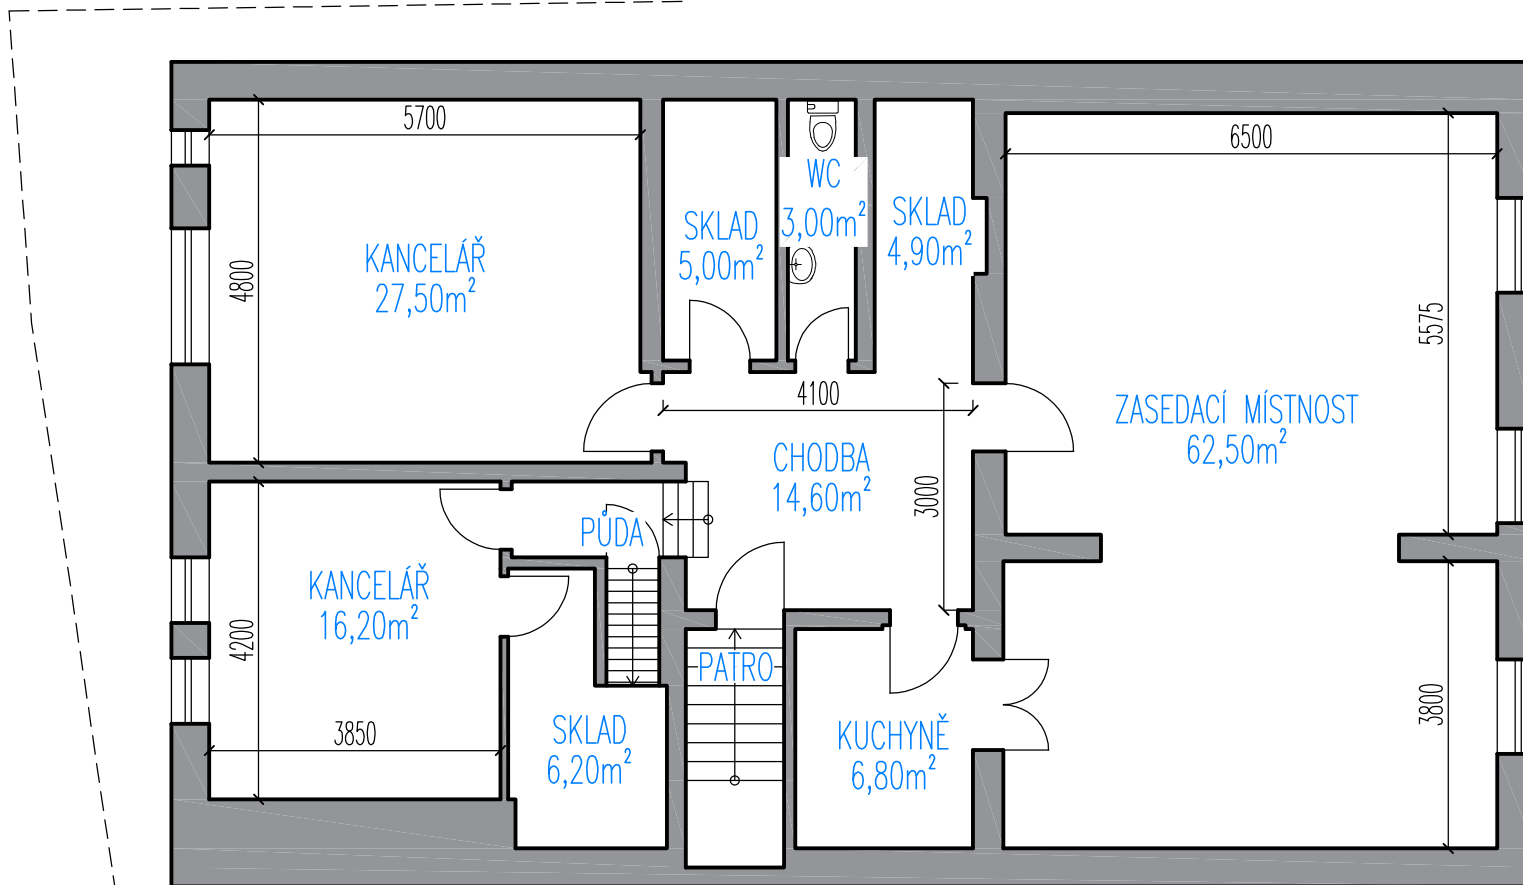 5700
6500
WC
3,00m²
SKLAD
5,00m²
SKLAD
4,90m²
KANCELÁŘ
27,50m²
4800
5575
4100
ZASEDACÍ MÍSTNOST
62,50m²
CHODBA
14,60m²
3000
PŮDA
KANCELÁŘ
16,20m²
4200
PATRO
3850
SKLAD
6,20m²
KUCHYNĚ
6,80m²
3800